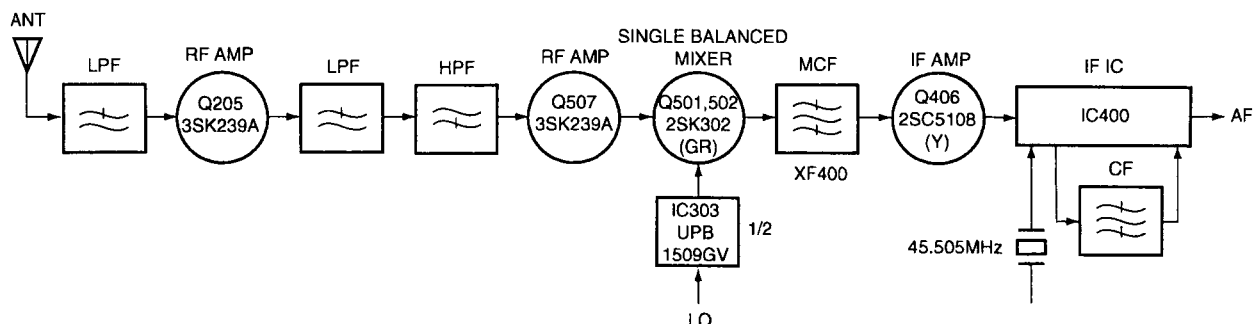 ANT
LPF
RF AMP
Q205
3SK239A
LPF
HPF
RF AMP
Q507
3SK239A
SINGLE BALANCED
MIXER
Q501,502
2SK302
(GR)
MCF
XF400
IF AMP
Q406
2SC5108
(Y)
IF IC
IC400
AF
CF
IC303
UPB
1509GV
1/2
45.505MHz
LO